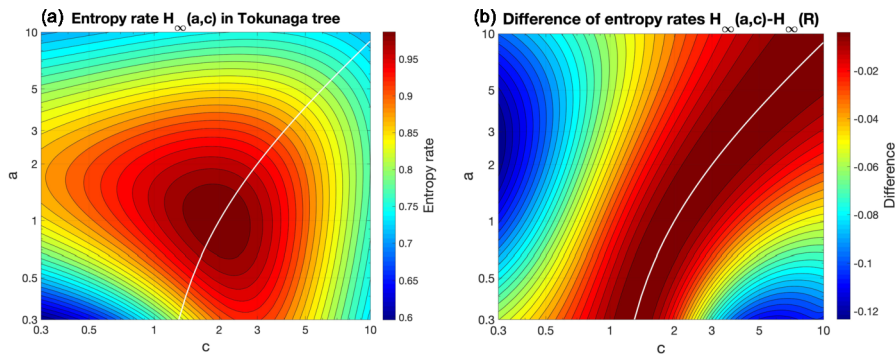 (a) Entropy rate H∞(a,c) in Tokunaga tree
10
5
3
2
1
0.5
0.3
a
0.3 0.5 1 2 3 5 10
c
0.95
0.9
0.85
0.8
0.75
0.7
0.65
0.6
Entropy rate
(b) Difference of entropy rates H∞(a,c)-H∞(R)
10
5
3
2
1
0.5
0.3
a
0.3 0.5 1 2 3 5 10
c
-0.02
-0.04
-0.06
-0.08
-0.1
-0.12
Difference